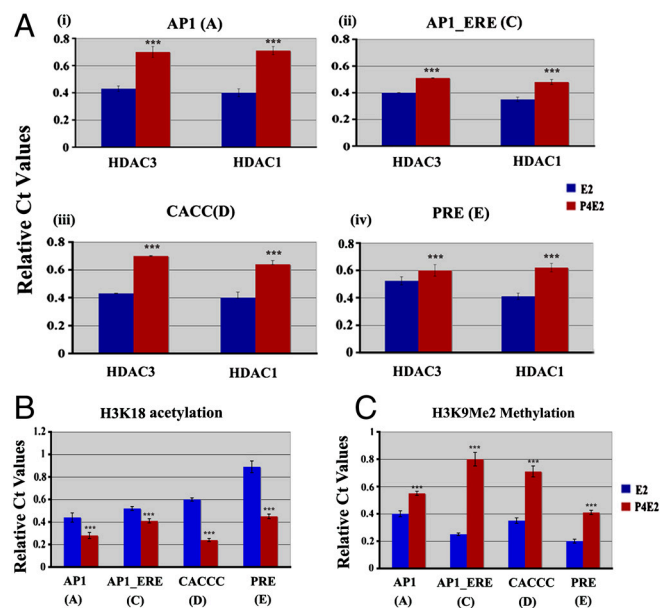 A
(i)
AP1 (A)
0.8
0.6
0.4
0.2
0
***
***
HDAC3
HDAC1
(ii)
AP1_ERE (C)
0.8
0.6
0.4
0.2
0
***
***
HDAC3
HDAC1
E2
P4E2
Relative Ct Values
(iii)
CACC(D)
0.8
0.6
0.4
0.2
0
***
***
HDAC3
HDAC1
(iv)
PRE (E)
0.8
0.6
0.4
0.2
0
***
***
HDAC3
HDAC1
B
H3K18 acetylation
Relative Ct Values
1.2
1
0.8
0.6
0.4
0.2
0
***
***
***
***
AP1 AP1_ERE CACCC PRE
(A) (C) (D) (E)
C
H3K9Me2 Methylation
Relative Ct Values
1
0.8
0.6
0.4
0.2
0
***
***
***
***
AP1 AP1_ERE CACCC PRE
(A) (C) (D) (E)
E2
P4E2